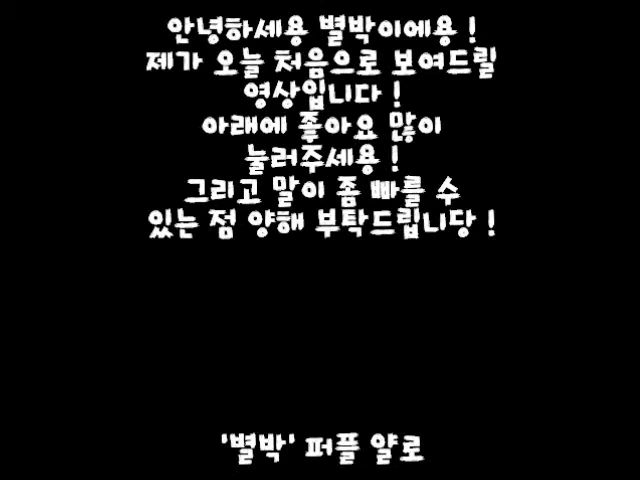 안녕하세용 별박이에용 !
제가 오늘 처음으로 보여드릴
영상입니다 !
아래에 좋아요 많이
눌러주세용 !
그리고 말이 좀 빠를 수
있는 점 양해 부탁드립니당 !
'별박' 퍼플 얄로